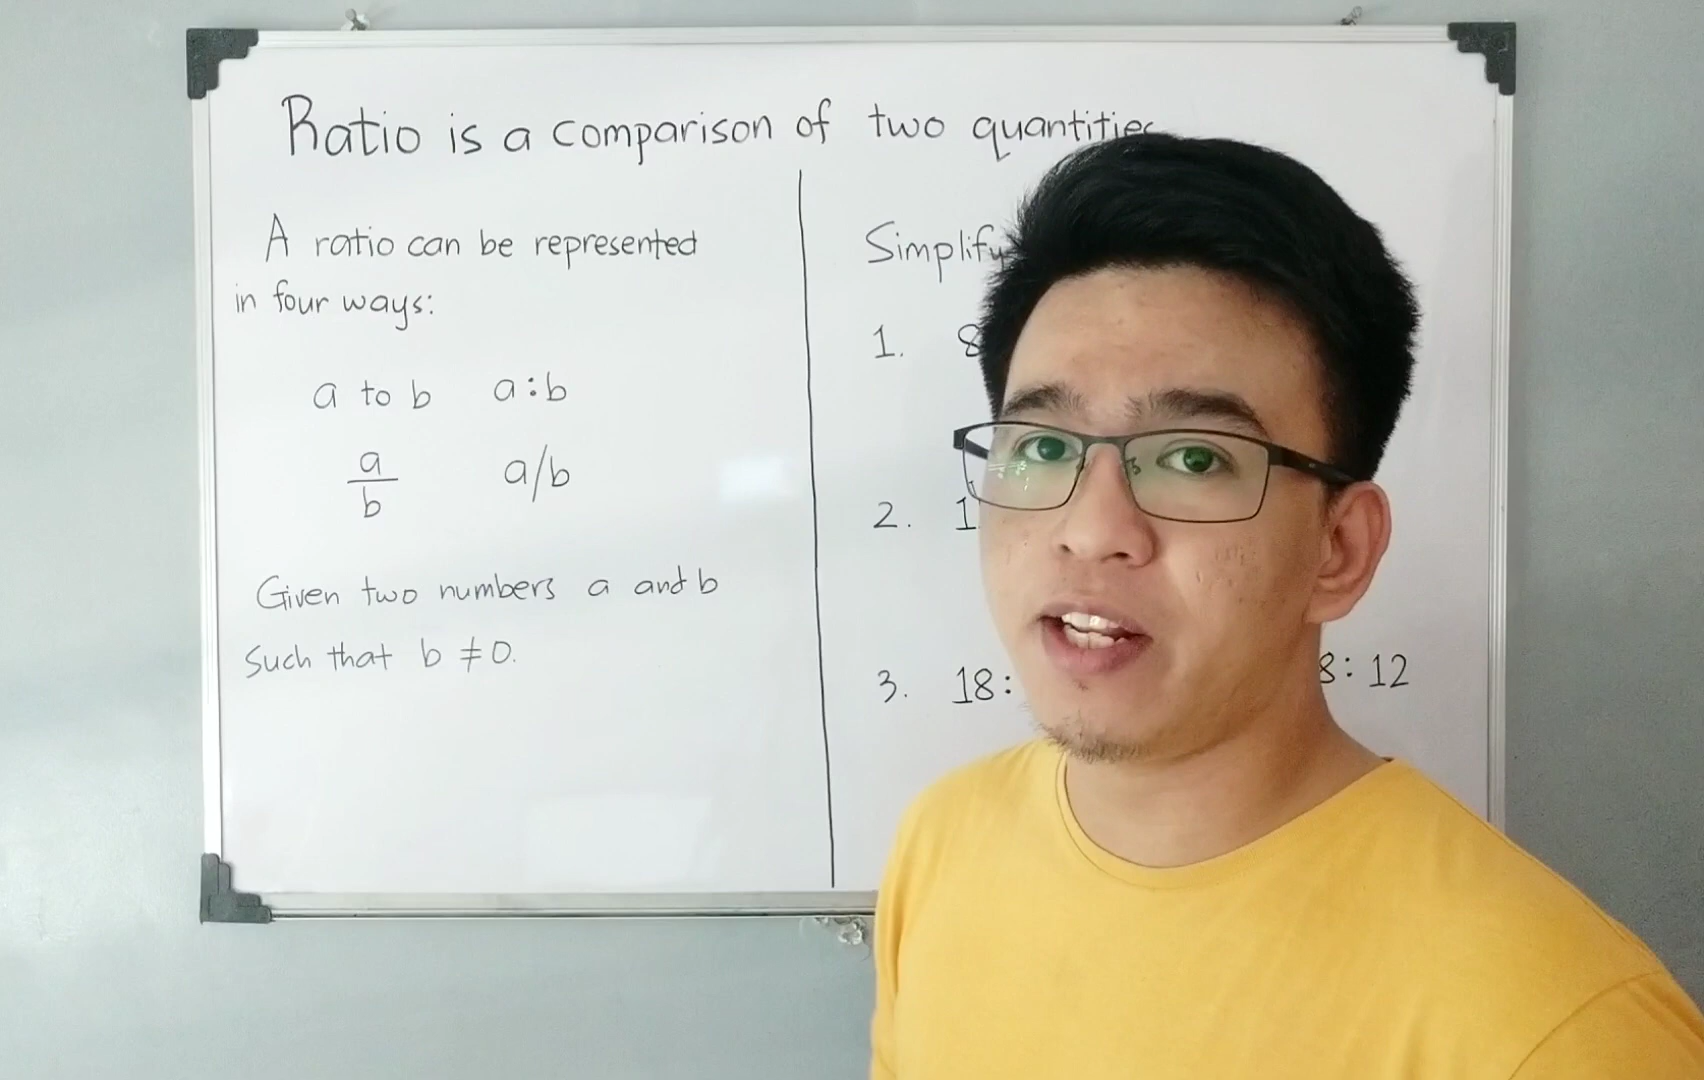 Ratio is a comparison of two quantities
A ratio can be represented
in four ways:
a to b a:b
a
b
a/b
Given two numbers a and b
such that b ≠ 0.
Simplify
1. 8
2. 1
3. 18: 8:12